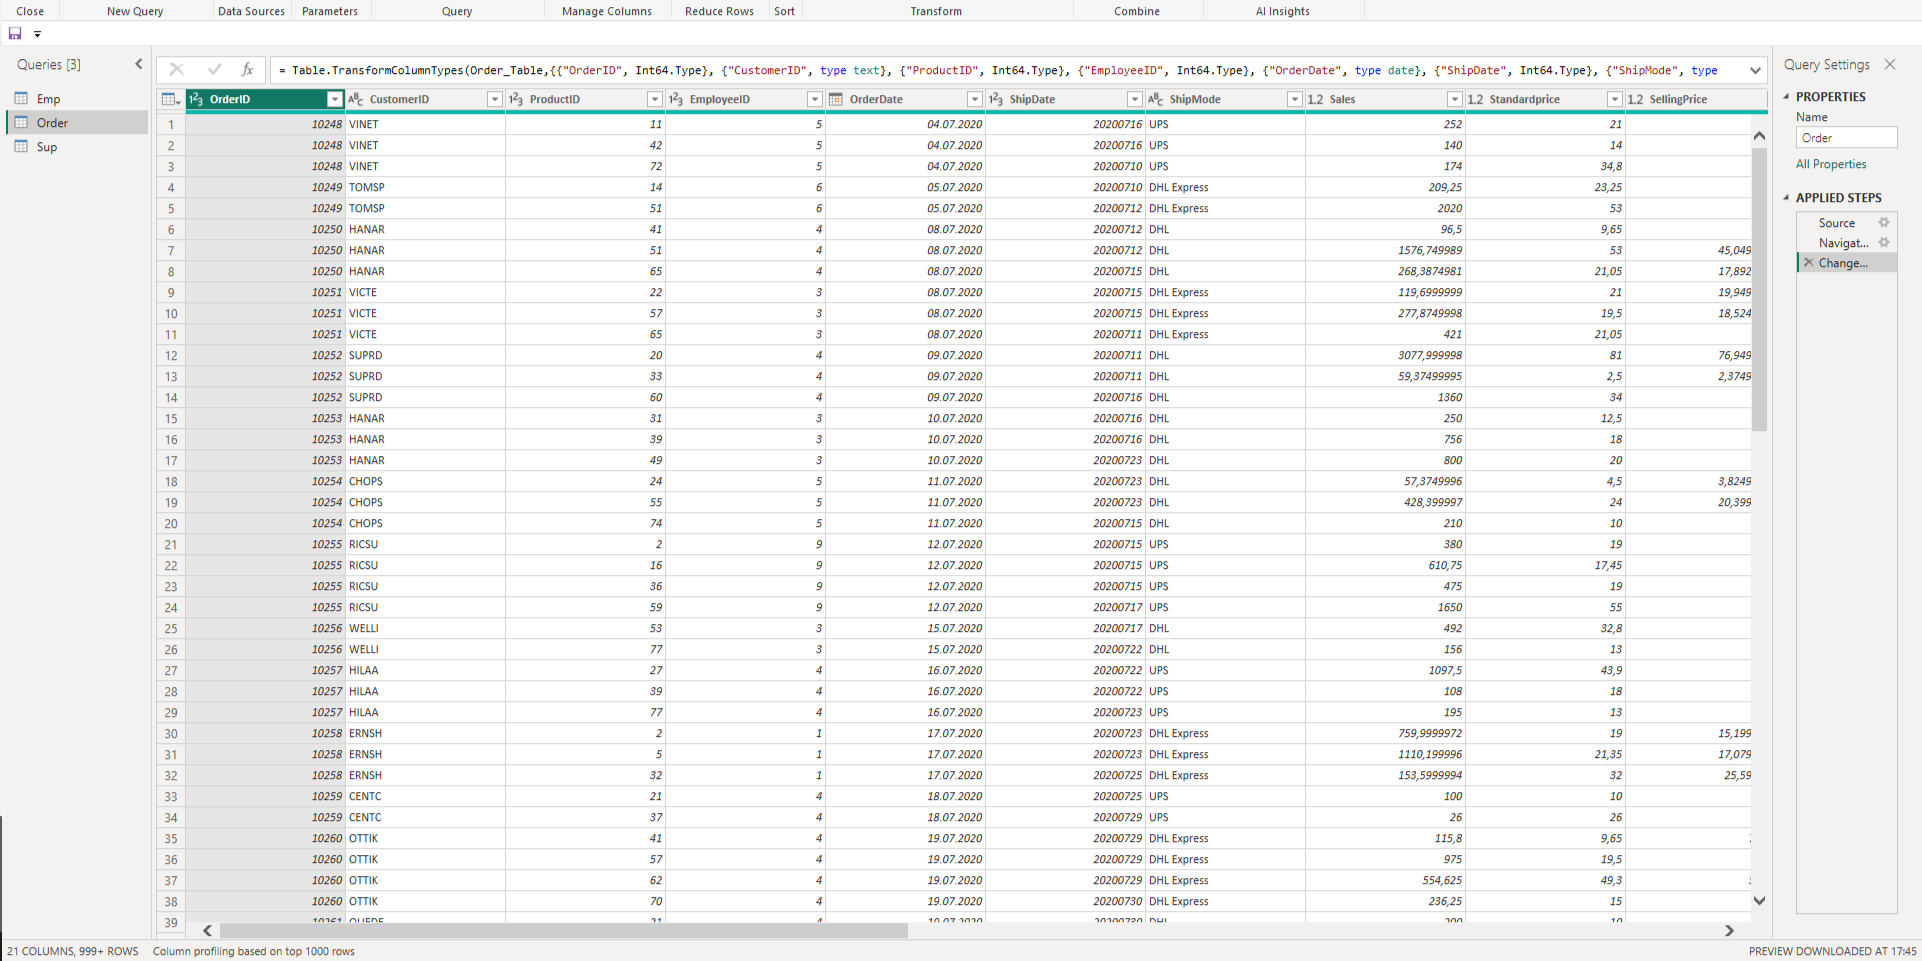 Close New Query Data Sources Parameters Query Manage Columns Reduce Rows Sort Transform Combine AI Insights
Queries [3]
Emp
Order
Sup
fx = Table.TransformColumnTypes(Order_Table,{{"OrderID", Int64.Type}, {"CustomerID", type text}, {"ProductID", Int64.Type}, {"EmployeeID", Int64.Type}, {"OrderDate", type date}, {"ShipDate", Int64.Type}, {"ShipMode", type
OrderID CustomerID ProductID EmployeeID OrderDate ShipDate ShipMode Sales Standardprice SellingPrice
1 10248 VINET 11 5 04.07.2020 20200716 UPS 252 21
2 10248 VINET 42 5 04.07.2020 20200716 UPS 140 14
3 10248 VINET 72 5 04.07.2020 20200710 UPS 174 34,8
4 10249 TOMSP 14 6 05.07.2020 20200710 DHL Express 209,25 23,25
5 10249 TOMSP 51 6 05.07.2020 20200712 DHL Express 2020 53
6 10250 HANAR 41 4 08.07.2020 20200712 DHL 96,5 9,65
7 10250 HANAR 51 4 08.07.2020 20200712 DHL 1576,749989 53 45,049
8 10250 HANAR 65 4 08.07.2020 20200715 DHL 268,3874981 21,05 17,892
9 10251 VICTE 22 3 08.07.2020 20200715 DHL Express 119,6999999 21 19,949
10 10251 VICTE 57 3 08.07.2020 20200715 DHL Express 277,8749998 19,5 18,524
11 10251 VICTE 65 3 08.07.2020 20200711 DHL Express 421 21,05
12 10252 SUPRD 20 4 09.07.2020 20200711 DHL 3077,999998 81 76,949
13 10252 SUPRD 33 4 09.07.2020 20200711 DHL 59,37499995 2,5 2,3749
14 10252 SUPRD 60 4 09.07.2020 20200716 DHL 1360 34
15 10253 HANAR 31 3 10.07.2020 20200716 DHL 250 12,5
16 10253 HANAR 39 3 10.07.2020 20200716 DHL 756 18
17 10253 HANAR 49 3 10.07.2020 20200723 DHL 800 20
18 10254 CHOPS 24 5 11.07.2020 20200723 DHL 57,3749996 4,5 3,8249
19 10254 CHOPS 55 5 11.07.2020 20200723 DHL 428,399997 24 20,399
20 10254 CHOPS 74 5 11.07.2020 20200715 DHL 210 10
21 10255 RICSU 2 9 12.07.2020 20200715 UPS 380 19
22 10255 RICSU 16 9 12.07.2020 20200715 UPS 610,75 17,45
23 10255 RICSU 36 9 12.07.2020 20200715 UPS 475 19
24 10255 RICSU 59 9 12.07.2020 20200717 UPS 1650 55
25 10256 WELLI 53 3 15.07.2020 20200717 DHL 492 32,8
26 10256 WELLI 77 3 15.07.2020 20200722 DHL 156 13
27 10257 HILAA 27 4 16.07.2020 20200722 UPS 1097,5 43,9
28 10257 HILAA 39 4 16.07.2020 20200722 UPS 108 18
29 10257 HILAA 77 4 16.07.2020 20200723 UPS 195 13
30 10258 ERNSH 2 1 17.07.2020 20200723 DHL Express 759,9999972 19 15,199
31 10258 ERNSH 5 1 17.07.2020 20200723 DHL Express 1110,199996 21,35 17,079
32 10258 ERNSH 32 1 17.07.2020 20200725 DHL Express 153,5999994 32 25,59
33 10259 CENTC 21 4 18.07.2020 20200725 UPS 100 10
34 10259 CENTC 37 4 18.07.2020 20200729 UPS 26 26
35 10260 OTTIK 41 4 19.07.2020 20200729 DHL Express 115,8 9,65
36 10260 OTTIK 57 4 19.07.2020 20200729 DHL Express 975 19,5
37 10260 OTTIK 62 4 19.07.2020 20200729 DHL Express 554,625 49,3
38 10260 OTTIK 70 4 19.07.2020 20200730 DHL Express 236,25 15
39
Query Settings
PROPERTIES
Name
Order
All Properties
APPLIED STEPS
Source
Navigat...
Change...
21 COLUMNS, 999+ ROWS Column profiling based on top 1000 rows PREVIEW DOWNLOADED AT 17:45